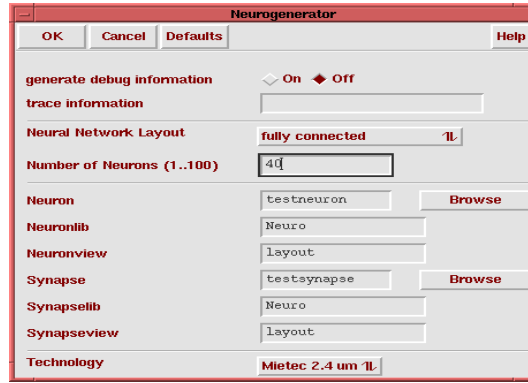 Neurogenerator
OK Cancel Defaults Help
generate debug information On Off
trace information
Neural Network Layout fully connected
Number of Neurons (1..100) 40
Neuron testneuron Browse
Neuronlib Neuro
Neuronview layout
Synapse testsynapse Browse
Synapselib Neuro
Synapseview layout
Technology Mietec 2.4 um